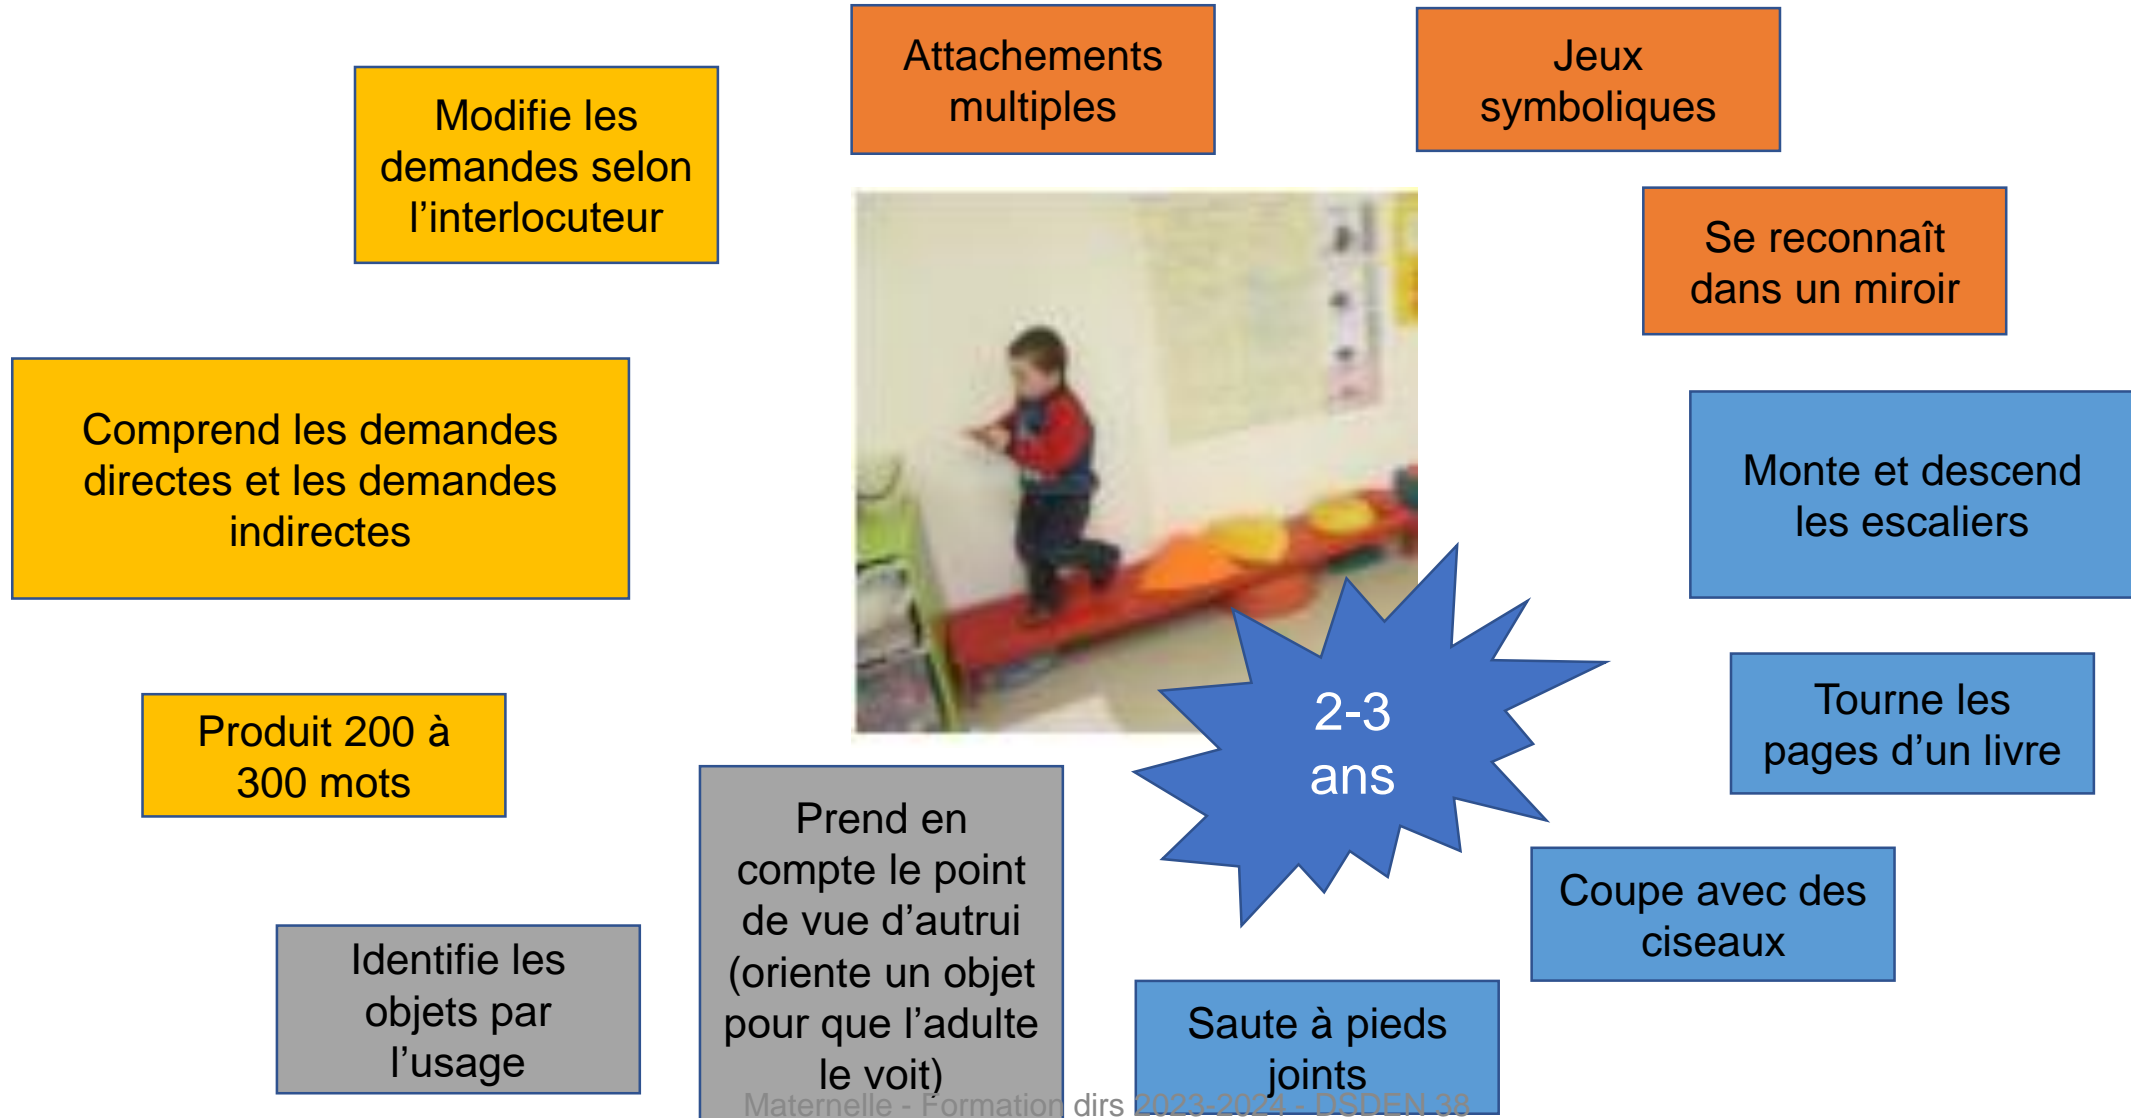 Attachements
multiples
Jeux
symboliques
Modifie les
demandes selon
l’interlocuteur
Se reconnaît
dans un miroir
Comprend les demandes
directes et les demandes
indirectes
Monte et descend
les escaliers
Produit 200 à
300 mots
2-3
ans
Tourne les
pages d’un livre
Prend en
compte le point
de vue d’autrui
(oriente un objet
pour que l’adulte
le voit)
Coupe avec des
ciseaux
Identifie les
objets par
l’usage
Saute à pieds
joints
Maternelle - Formation dirs 2023-2024 - DSDEN 38